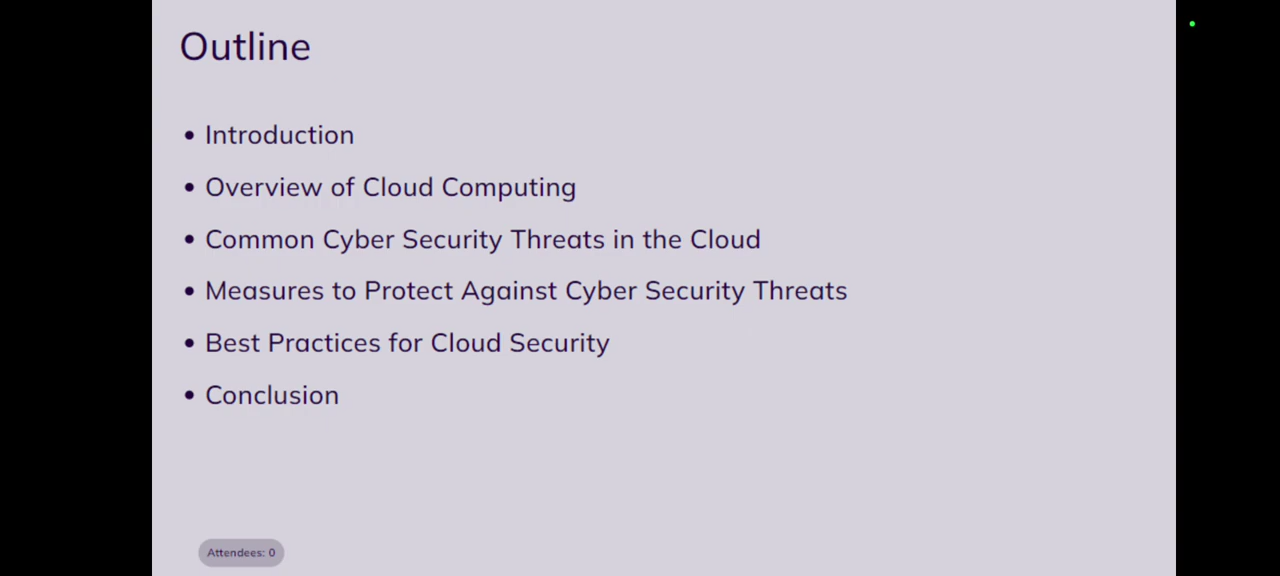 Outline
• Introduction
• Overview of Cloud Computing
• Common Cyber Security Threats in the Cloud
• Measures to Protect Against Cyber Security Threats
• Best Practices for Cloud Security
• Conclusion
Attendees: 0